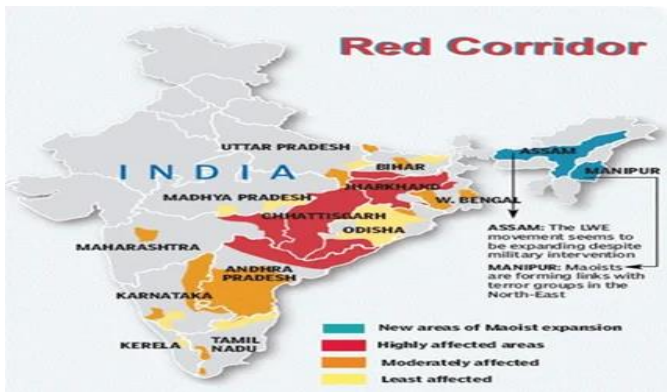 Red Corridor
UTTAR PRADESH
INDIA
ASSAM
BIHAR
MANIPUR
JHARKHAND
MADHYA PRADESH
W. BENGAL
CHHATTISGARH
ODISHA
MAHARASHTRA
ASSAM: The LWE
movement seems to
be expanding despite
military intervention
MANIPUR: Maoists
are forming links with
terror groups in the
North-East
ANDHRA
PRADESH
KARNATAKA
KERELA
TAMIL
NADU
New areas of Maoist expansion
Highly affected areas
Moderately affected
Least affected